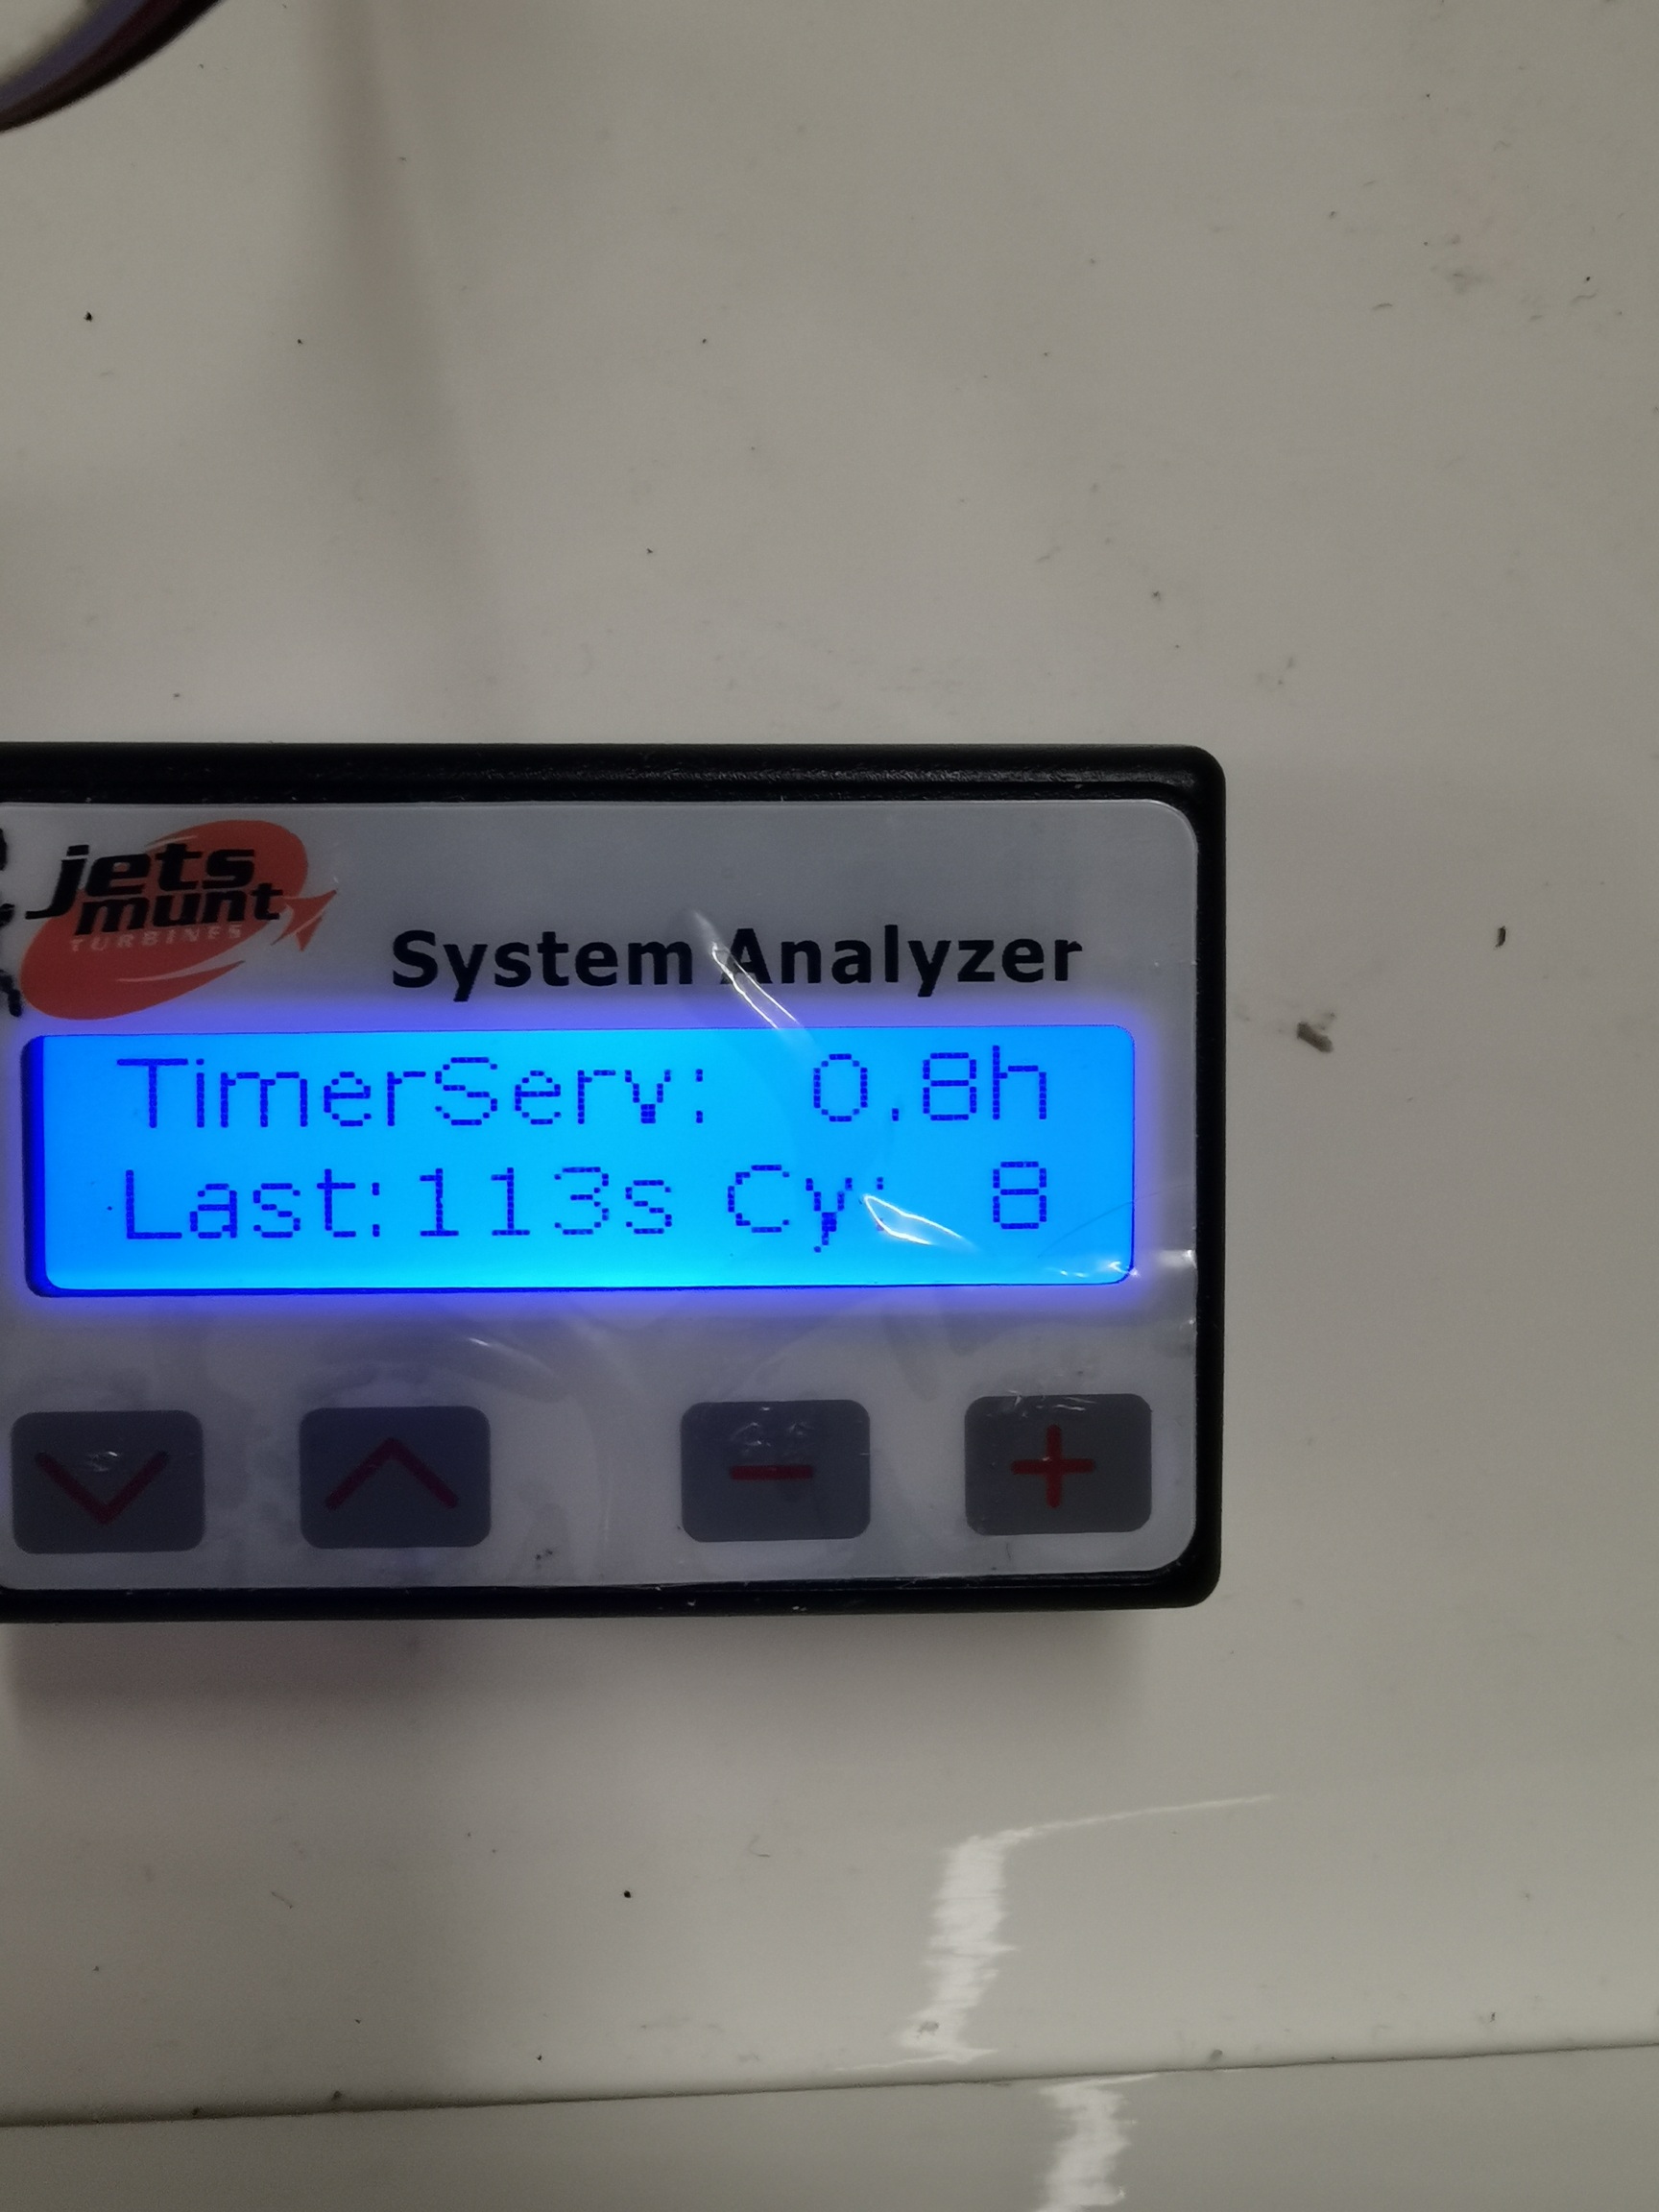 jets
munt
TURBINES
System Analyzer
TimerServ: 0.8h
Last:113s Cy: 8